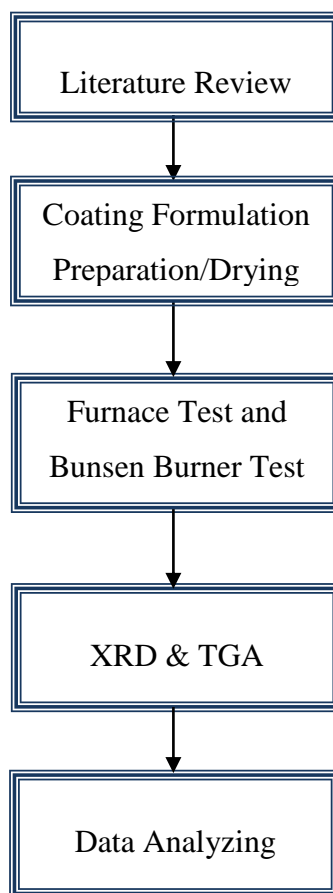 Literature Review
Coating Formulation
Preparation/Drying
Furnace Test and
Bunsen Burner Test
XRD & TGA
Data Analyzing